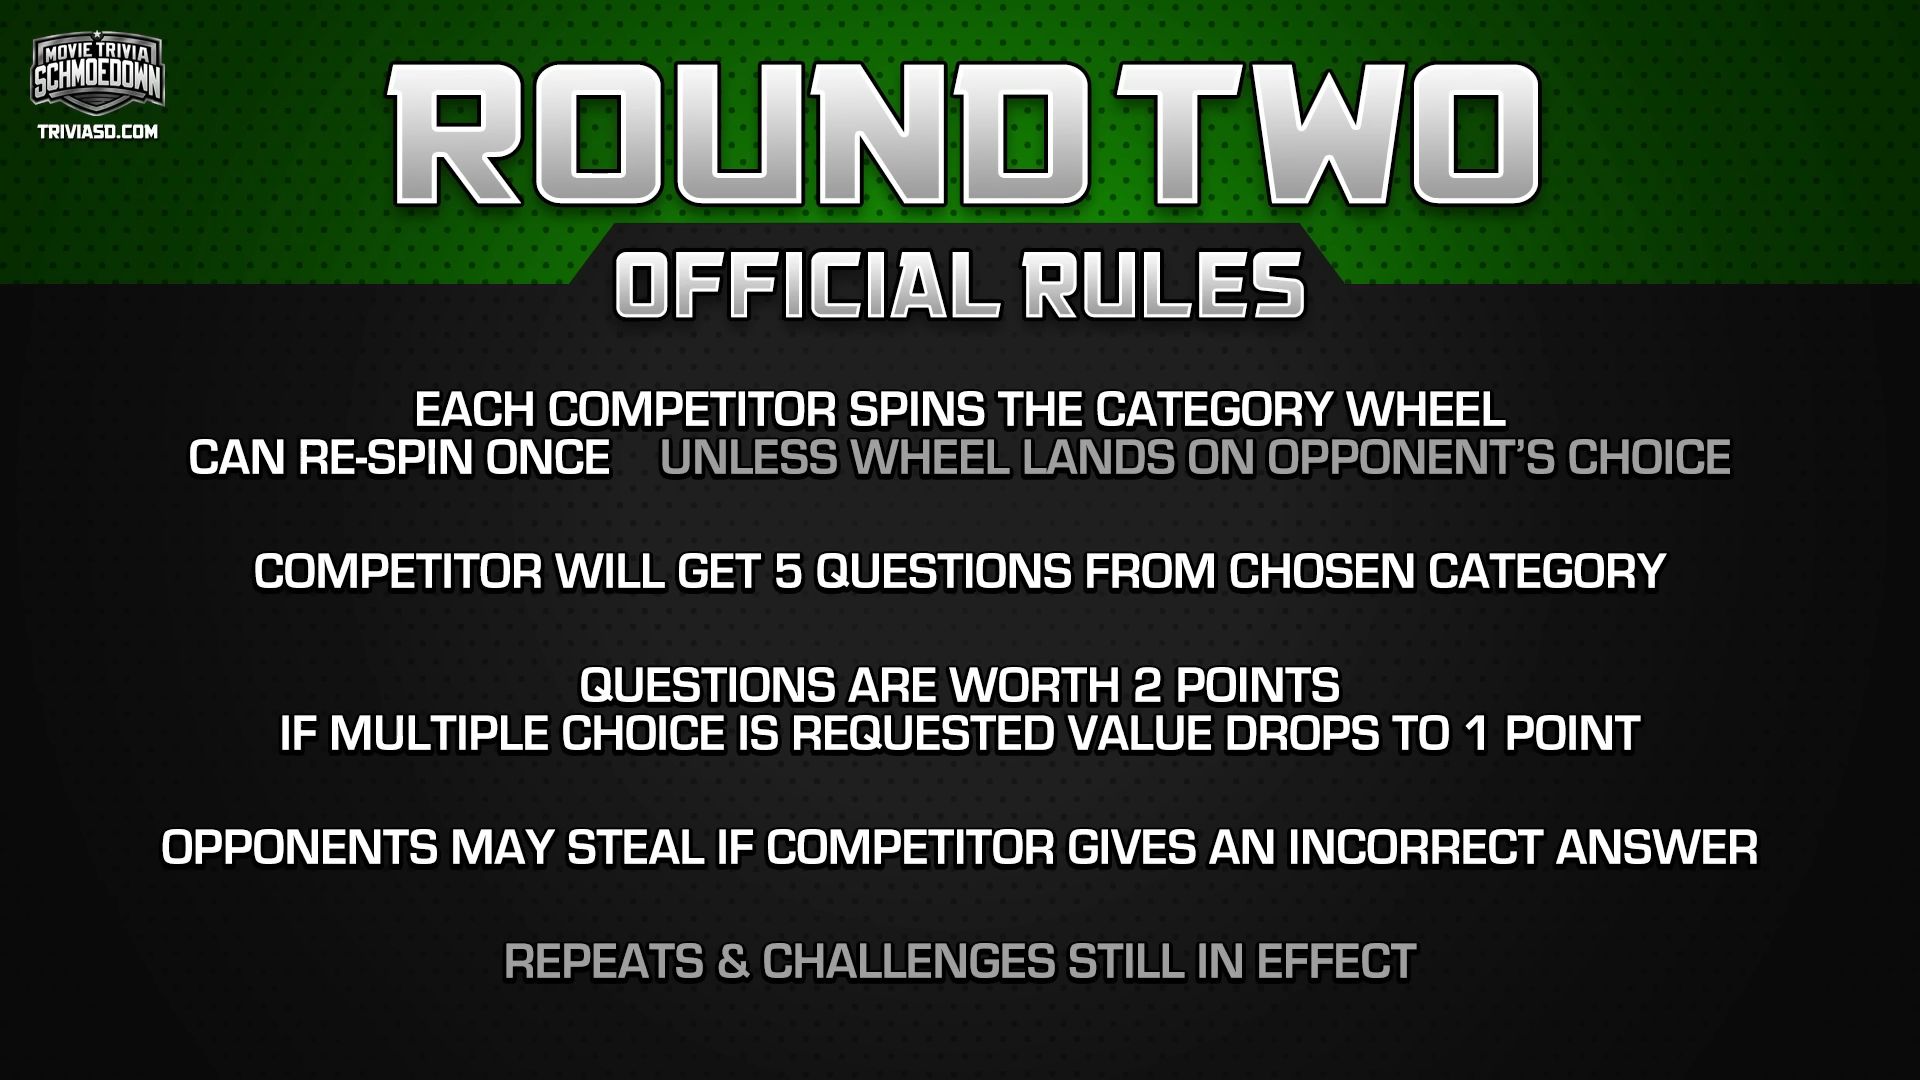 MOVIE TRIVIA
SCHMOEDOWN
TRIVIASD.COM
ROUND TWO
OFFICIAL RULES
EACH COMPETITOR SPINS THE CATEGORY WHEEL
CAN RE-SPIN ONCE UNLESS WHEEL LANDS ON OPPONENT'S CHOICE
COMPETITOR WILL GET 5 QUESTIONS FROM CHOSEN CATEGORY
QUESTIONS ARE WORTH 2 POINTS
IF MULTIPLE CHOICE IS REQUESTED VALUE DROPS TO 1 POINT
OPPONENTS MAY STEAL IF COMPETITOR GIVES AN INCORRECT ANSWER
REPEATS & CHALLENGES STILL IN EFFECT